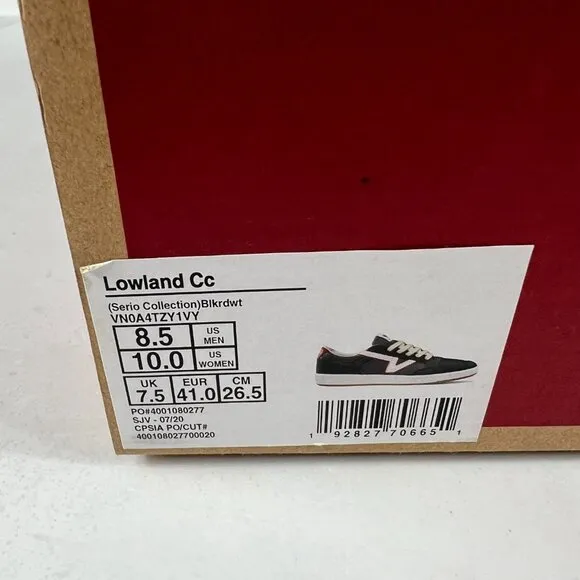 Lowland Cc
(Serio Collection)Blkrdwt
VN0A4TZY1VY
8.5 US MEN
10.0 US WOMEN
UK 7.5 EUR 41.0 CM 26.5
PO#4001080277
SJV - 07/20
CPSIA PO/CUT#
400108027700020
1 92827 70665 1